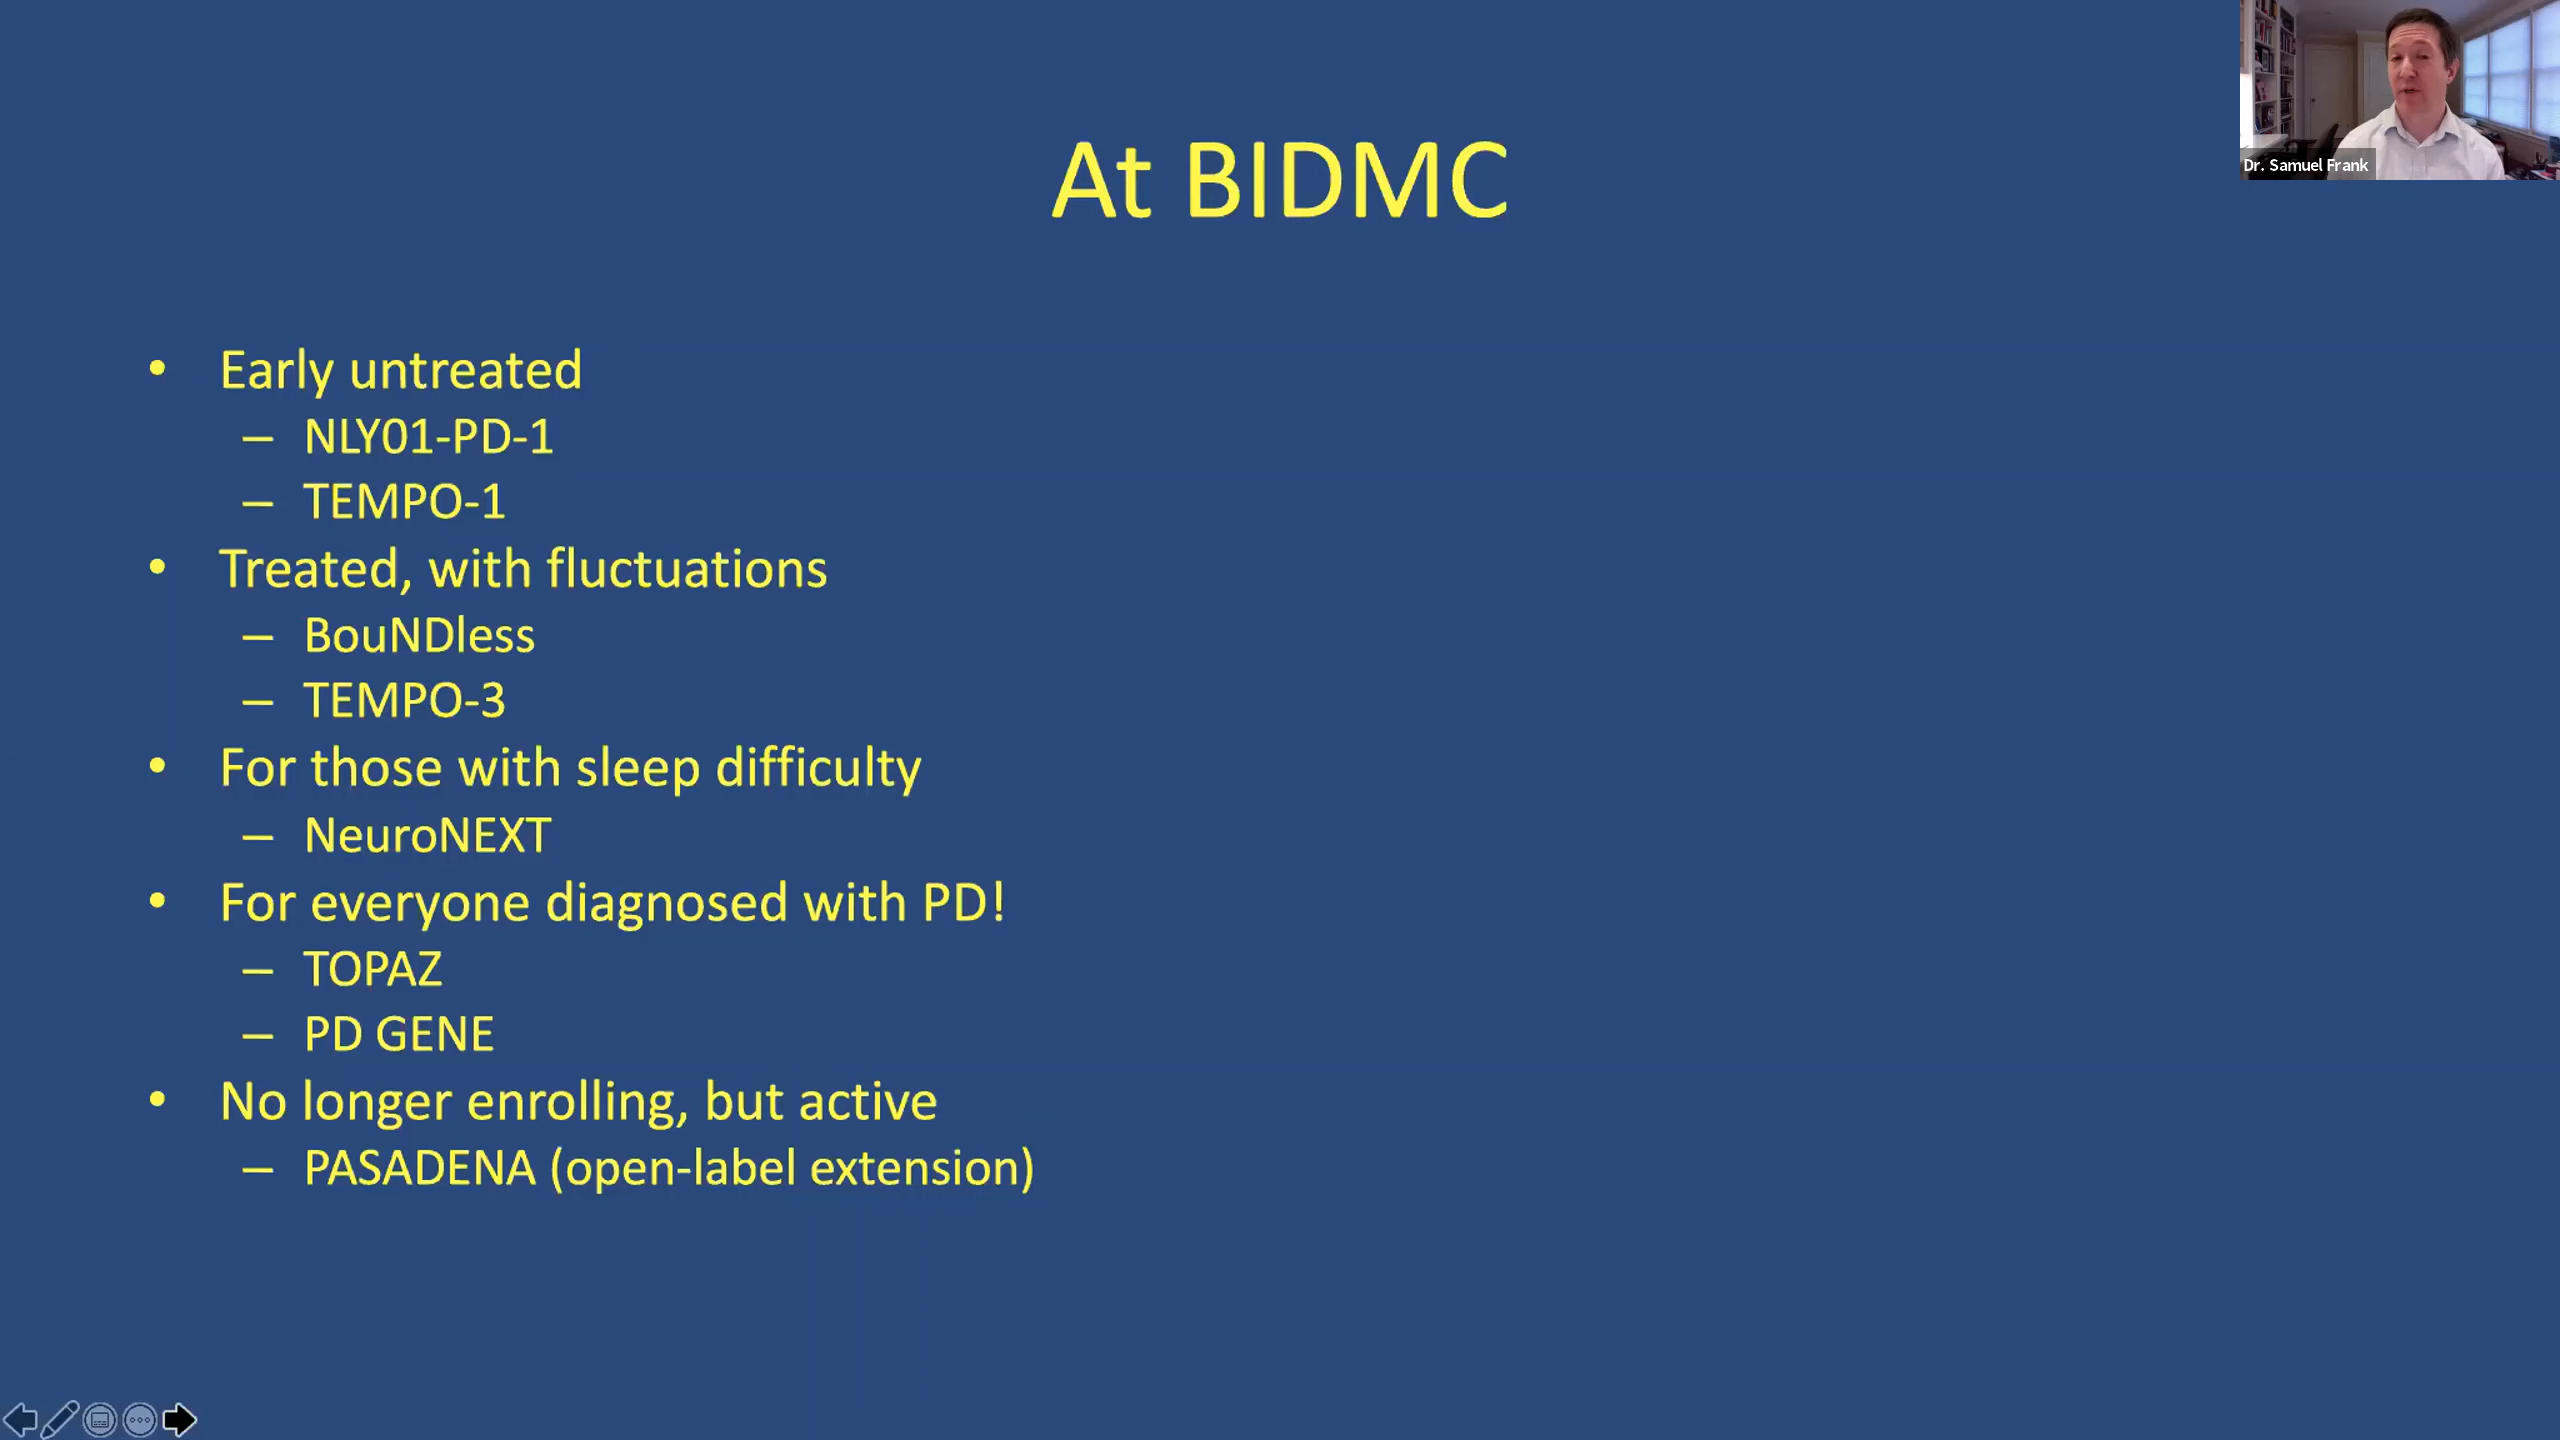 At BIDMC
Dr. Samuel Frank
• Early untreated
– NLY01-PD-1
– TEMPO-1
• Treated, with fluctuations
– BouNDless
– TEMPO-3
• For those with sleep difficulty
– NeuroNEXT
• For everyone diagnosed with PD!
– TOPAZ
– PD GENE
• No longer enrolling, but active
– PASADENA (open-label extension)